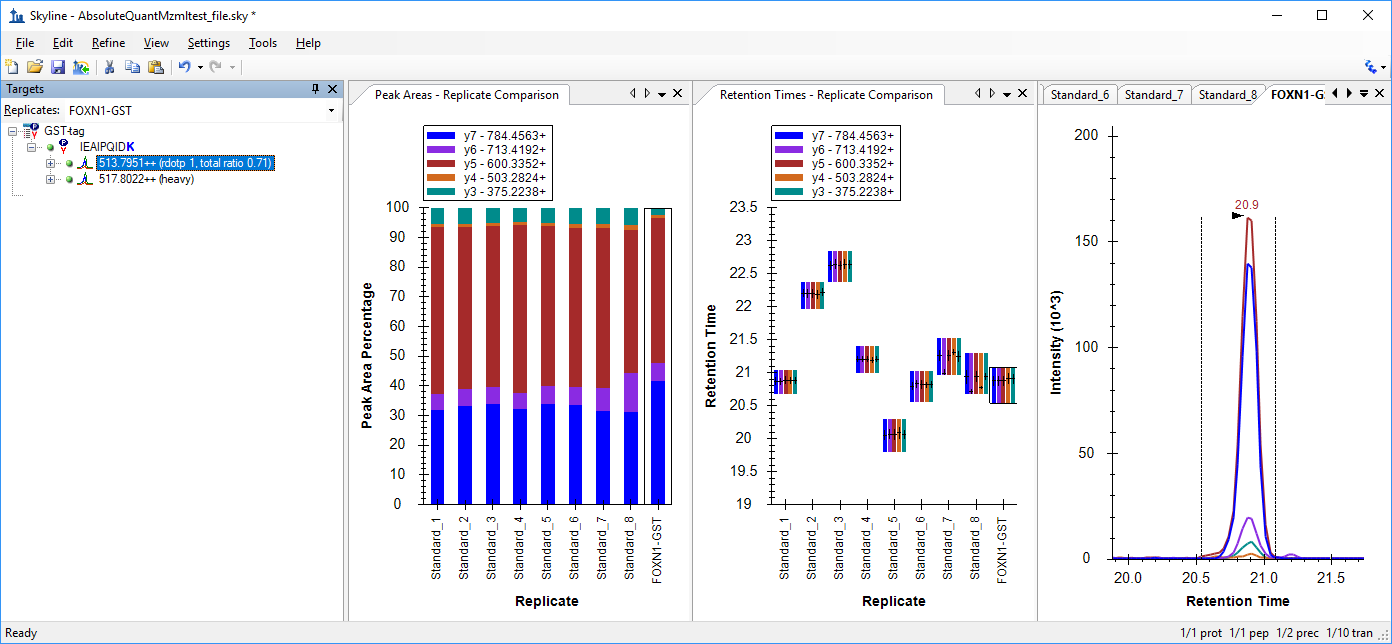 Skyline - AbsoluteQuantMzmltest_file.sky *
File Edit Refine View Settings Tools Help
Targets
Replicates: FOXN1-GST
GST-tag
IEAIPQIDK
513.7951++ (rdotp 1, total ratio 0.71)
517.8022++ (heavy)
Peak Areas - Replicate Comparison
y7 - 784.4563+
y6 - 713.4192+
y5 - 600.3352+
y4 - 503.2824+
y3 - 375.2238+
100
90
80
70
60
50
40
30
20
10
0
Peak Area Percentage
Standard_1
Standard_2
Standard_3
Standard_4
Standard_5
Standard_6
Standard_7
Standard_8
FOXN1-GST
Replicate
Retention Times - Replicate Comparison
y7 - 784.4563+
y6 - 713.4192+
y5 - 600.3352+
y4 - 503.2824+
y3 - 375.2238+
23.5
23
22.5
22
21.5
21
20.5
20
19.5
19
Retention Time
Standard_1
Standard_2
Standard_3
Standard_4
Standard_5
Standard_6
Standard_7
Standard_8
FOXN1-GST
Replicate
Standard_6 Standard_7 Standard_8 FOXN1-G
200
150
100
50
0
Intensity (10^3)
20.9
20.0 20.5 21.0 21.5
Retention Time
Ready
1/1 prot 1/1 pep 1/2 prec 1/10 tran